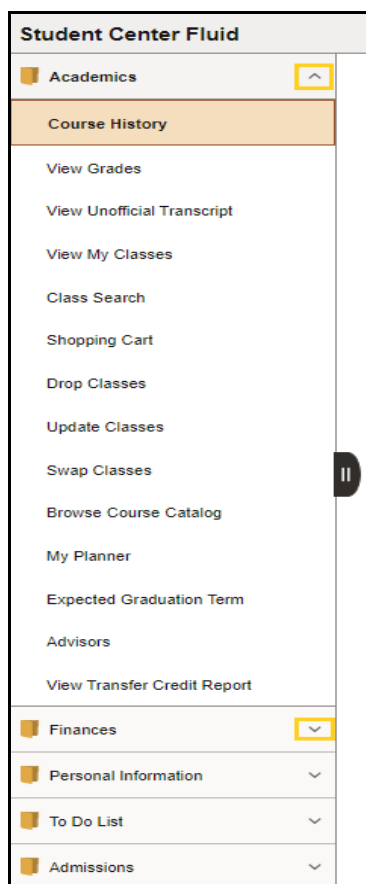 Student Center Fluid
Academics
Course History
View Grades
View Unofficial Transcript
View My Classes
Class Search
Shopping Cart
Drop Classes
Update Classes
Swap Classes
Browse Course Catalog
My Planner
Expected Graduation Term
Advisors
View Transfer Credit Report
Finances
Personal Information
To Do List
Admissions